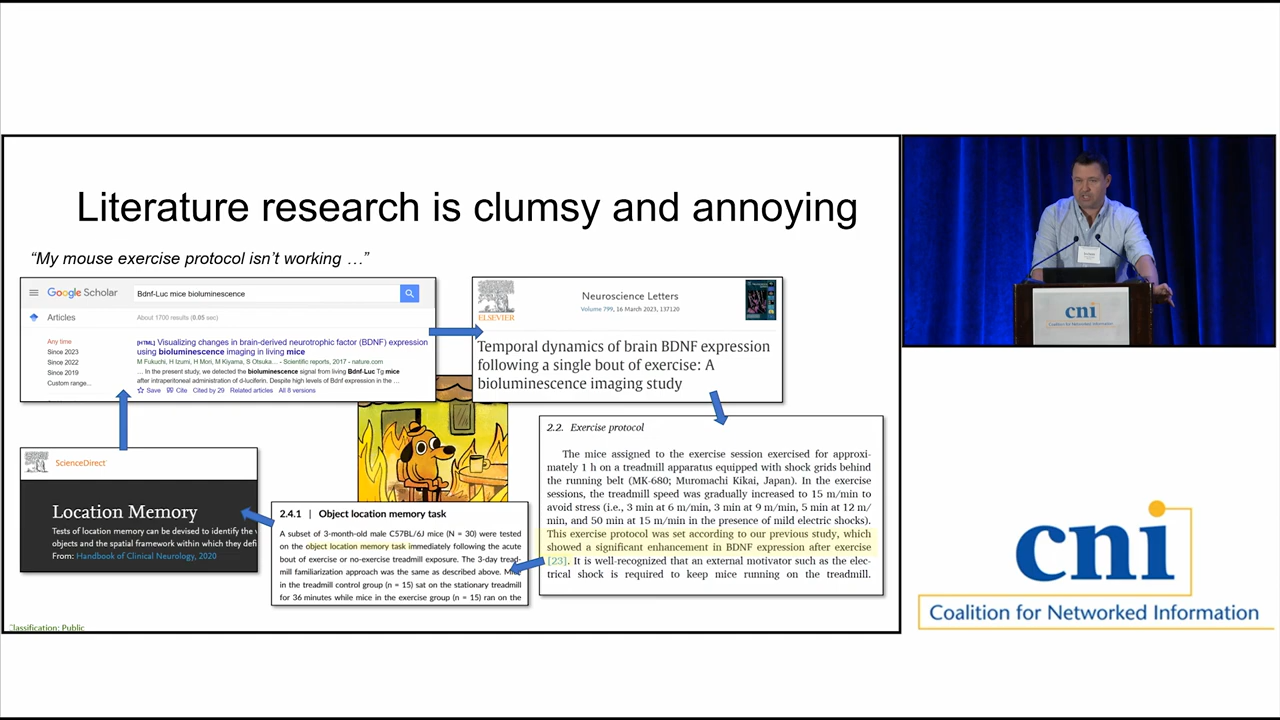 Literature research is clumsy and annoying
“My mouse exercise protocol isn’t working …”
Google Scholar
Bdnf-Luc mice bioluminescence
Articles
About 1700 results (0.05 sec)
Any time
Since 2023
Since 2022
Since 2019
Custom range...
[HTML] Visualizing changes in brain-derived neurotrophic factor (BDNF) expression
using bioluminescence imaging in living mice
M Fukuchi, H Izumi, H Mori, M Kiyama, S Otsuka... - Scientific reports, 2017 - nature.com
... In the present study, we detected the bioluminescence signal from living Bdnf-Luc Tg mice
after intraperitoneal administration of d-luciferin. Despite high levels of Bdnf expression in the ...
Save Cite Cited by 29 Related articles All 8 versions
ELSEVIER
Neuroscience Letters
Volume 799, 16 March 2023, 137120
Temporal dynamics of brain BDNF expression
following a single bout of exercise: A
bioluminescence imaging study
2.2. Exercise protocol
The mice assigned to the exercise session exercised for approxi-
mately 1 h on a treadmill apparatus equipped with shock grids behind
the running belt (MK-680; Muromachi Kikai, Japan). In the exercise
sessions, the treadmill speed was gradually increased to 15 m/min to
avoid stress (i.e., 3 min at 6 m/min, 3 min at 9 m/min, 5 min at 12 m/
min, and 50 min at 15 m/min in the presence of mild electric shocks).
This exercise protocol was set according to our previous study, which
showed a significant enhancement in BDNF expression after exercise
[23]. It is well-recognized that an external motivator such as the elec-
trical shock is required to keep mice running on the treadmill.
2.4.1 | Object location memory task
A subset of 3-month-old male C57BL/6J mice (N = 30) were tested
on the object location memory task immediately following the acute
bout of exercise or no-exercise treadmill exposure. The 3-day tread-
mill familiarization approach was the same as described above.
in the treadmill control group (n = 15) sat on the stationary treadmill
for 36 minutes while mice in the exercise group (n = 15) ran on the
ScienceDirect
Location Memory
Tests of location memory can be devised to identify the
objects and the spatial framework within which they
From: Handbook of Clinical Neurology, 2020
lassification: Public
cni
Coalition for Networked Information
cni
Coalition for Networked Information